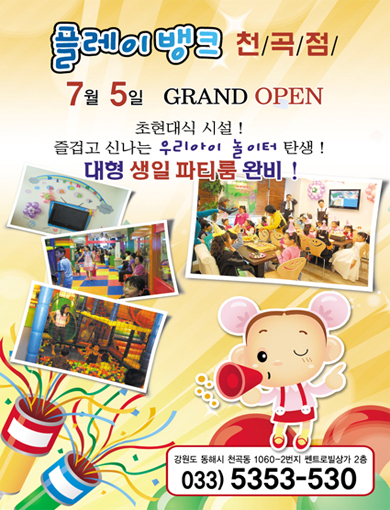 플레이뱅크 천/곡/점/
7월 5일 GRAND OPEN
초현대식 시설 !
즐겁고 신나는 우리아이 놀이터 탄생 !
대형 생일 파티룸 완비 !
강원도 동해시 천곡동 1060-2번지 쎈트로빌상가 2층
033) 5353-530